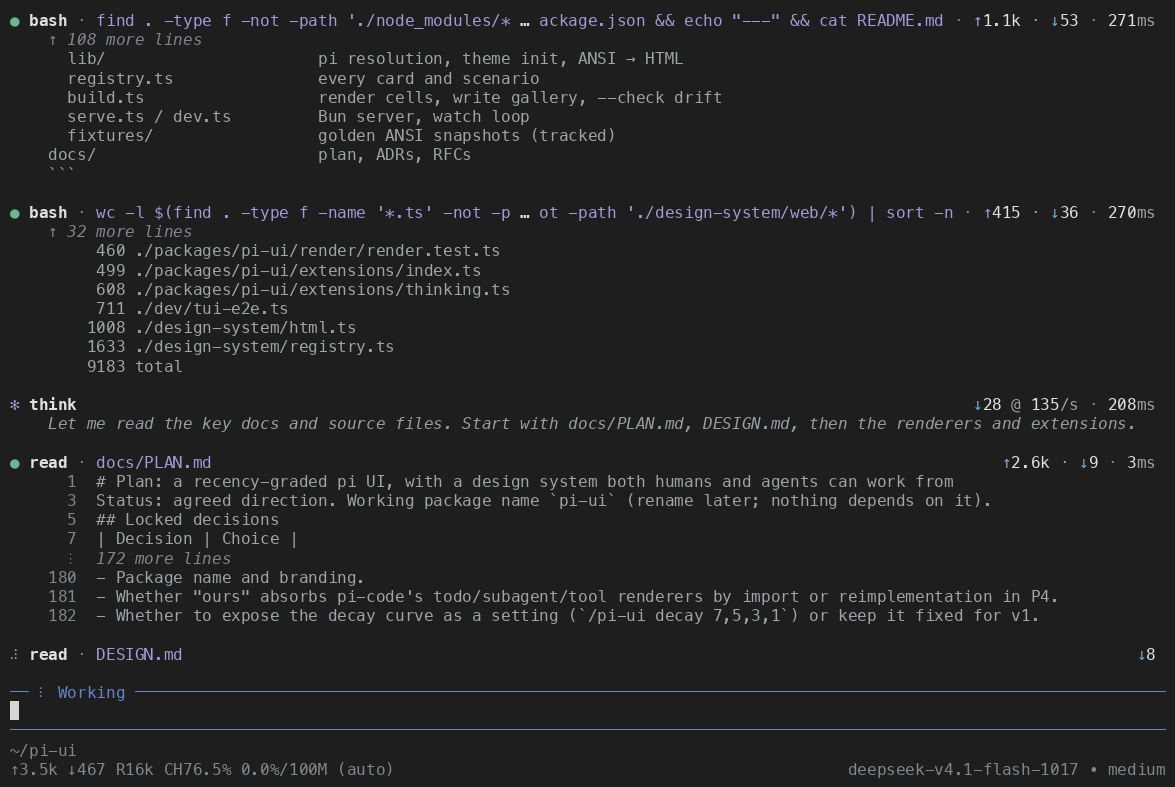 ● bash · find . -type f -not -path './node_modules/* … ackage.json && echo "---" && cat README.md · ↑1.1k · ↓53 · 271ms
↑ 108 more lines
lib/ pi resolution, theme init, ANSI → HTML
registry.ts every card and scenario
build.ts render cells, write gallery, --check drift
serve.ts / dev.ts Bun server, watch loop
fixtures/ golden ANSI snapshots (tracked)
docs/ plan, ADRs, RFCs
```
● bash · wc -l $(find . -type f -name '*.ts' -not -p … ot -path './design-system/web/*') | sort -n · ↑415 · ↓36 · 270ms
↑ 32 more lines
460 ./packages/pi-ui/render/render.test.ts
499 ./packages/pi-ui/extensions/index.ts
608 ./packages/pi-ui/extensions/thinking.ts
711 ./dev/tui-e2e.ts
1008 ./design-system/html.ts
1633 ./design-system/registry.ts
9183 total
✻ think ↓28 @ 135/s · 208ms
Let me read the key docs and source files. Start with docs/PLAN.md, DESIGN.md, then the renderers and extensions.
● read · docs/PLAN.md ↑2.6k · ↓9 · 3ms
1 # Plan: a recency-graded pi UI, with a design system both humans and agents can work from
3 Status: agreed direction. Working package name `pi-ui` (rename later; nothing depends on it).
5 ## Locked decisions
7 | Decision | Choice |
⋮ 172 more lines
180 - Package name and branding.
181 - Whether "ours" absorbs pi-code's todo/subagent/tool renderers by import or reimplementation in P4.
182 - Whether to expose the decay curve as a setting (`/pi-ui decay 7,5,3,1`) or keep it fixed for v1.
read · DESIGN.md ↓8
Working
~/pi-ui
↑3.5k ↓467 R16k CH76.5% 0.0%/100M (auto) deepseek-v4.1-flash-1017 • medium